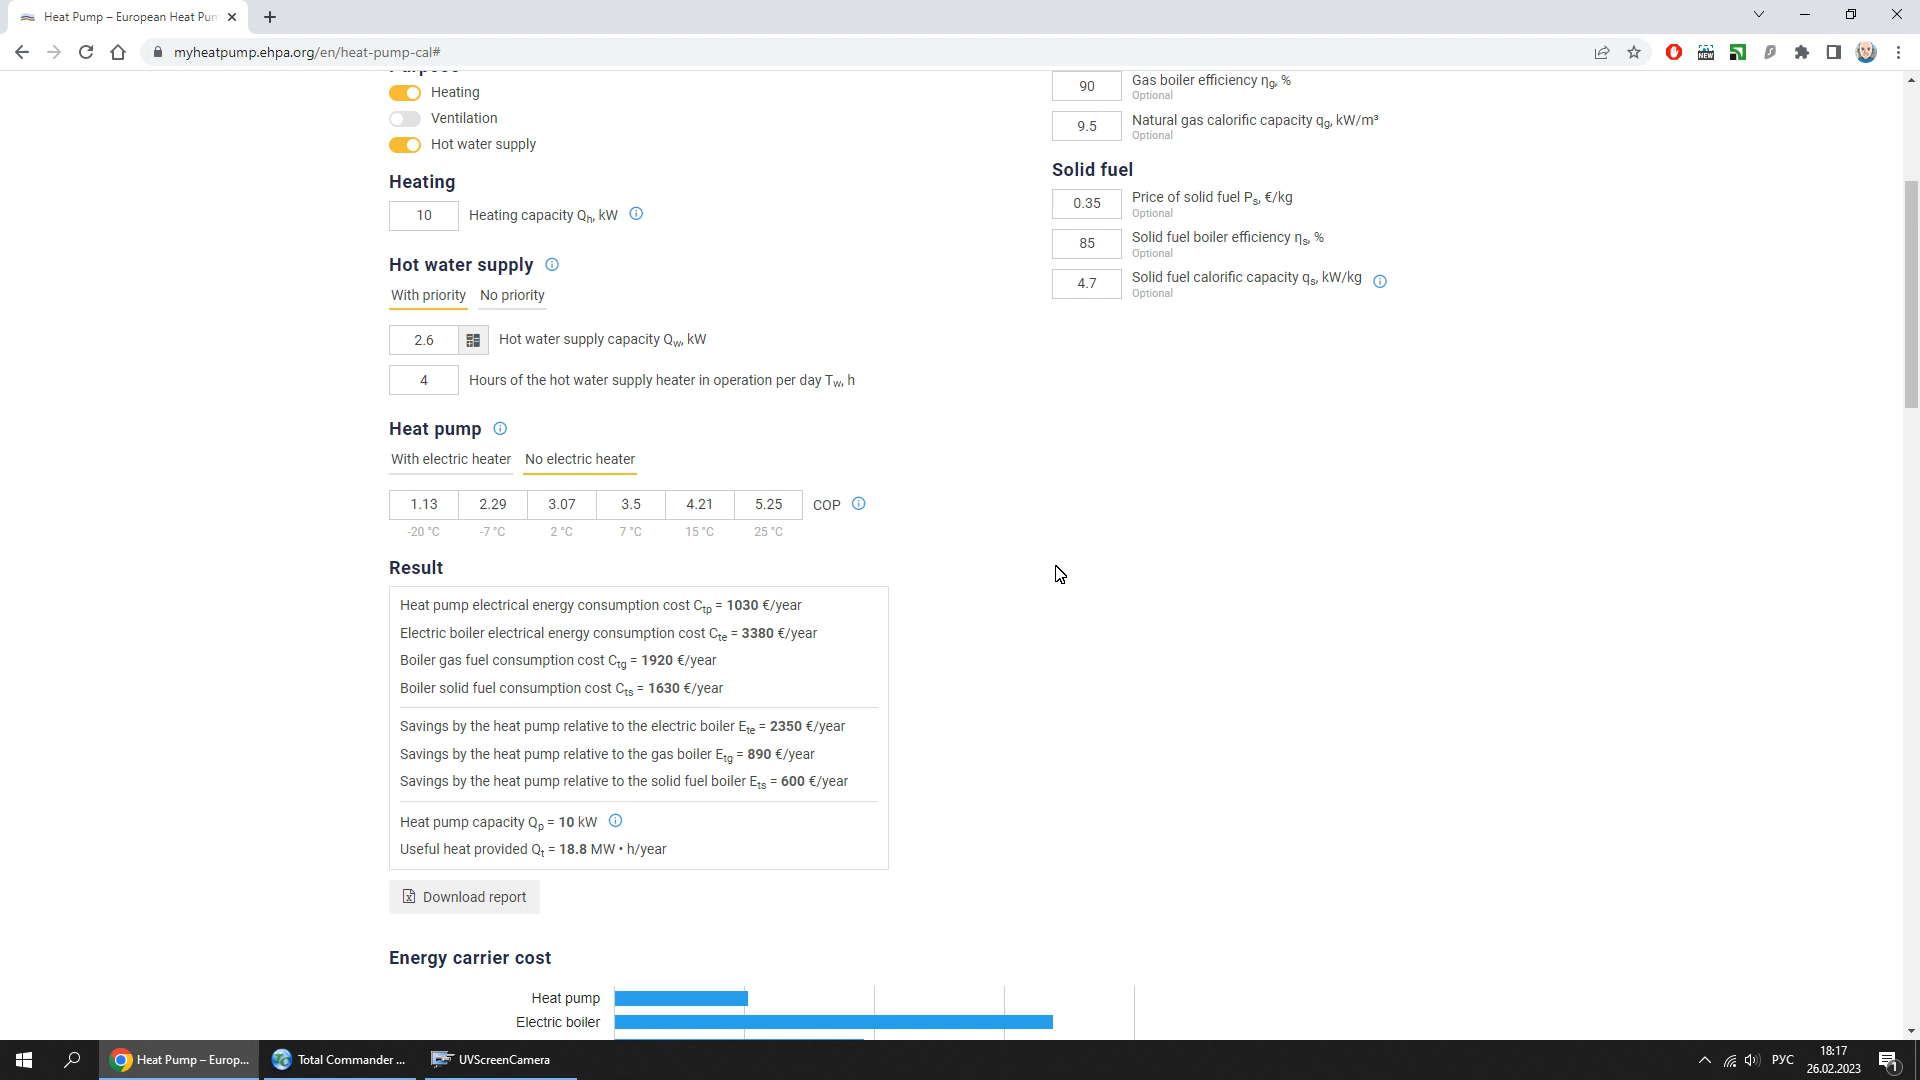 Heat Pump – European Heat Pum
myheatpump.ehpa.org/en/heat-pump-cal#
NEW
Purpose
Heating
Ventilation
Hot water supply
Heating
10 Heating capacity Qh, kW
Hot water supply
With priority No priority
2.6 Hot water supply capacity Qw, kW
4 Hours of the hot water supply heater in operation per day Tw, h
Heat pump
With electric heater No electric heater
1.13 2.29 3.07 3.5 4.21 5.25 COP
-20 °C -7 °C 2 °C 7 °C 15 °C 25 °C
Result
Heat pump electrical energy consumption cost Ctp = 1030 €/year
Electric boiler electrical energy consumption cost Cte = 3380 €/year
Boiler gas fuel consumption cost Ctg = 1920 €/year
Boiler solid fuel consumption cost Cts = 1630 €/year
Savings by the heat pump relative to the electric boiler Ete = 2350 €/year
Savings by the heat pump relative to the gas boiler Etg = 890 €/year
Savings by the heat pump relative to the solid fuel boiler Ets = 600 €/year
Heat pump capacity Qp = 10 kW
Useful heat provided Qt = 18.8 MW • h/year
Download report
Energy carrier cost
Heat pump
Electric boiler
90 Gas boiler efficiency ηg, %
Optional
9.5 Natural gas calorific capacity qg, kW/m³
Optional
Solid fuel
0.35 Price of solid fuel Ps, €/kg
Optional
85 Solid fuel boiler efficiency ηs, %
Optional
4.7 Solid fuel calorific capacity qs, kW/kg
Optional
Heat Pump – Europ...
Total Commander ...
UVScreenCamera
РУС
18:17
26.02.2023
1